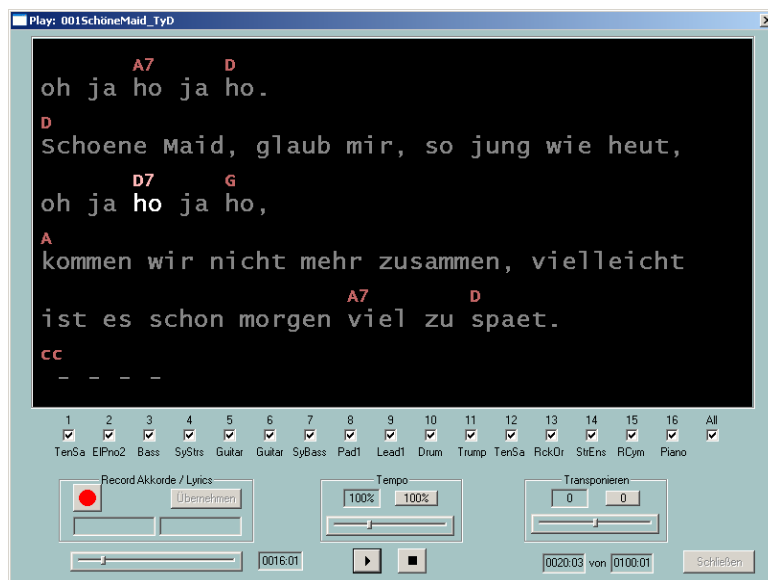 Play: 001SchöneMaid_TyD
A7 D
oh ja ho ja ho.
D
Schoene Maid, glaub mir, so jung wie heut,
D7 G
oh ja ho ja ho,
A
kommen wir nicht mehr zusammen, vielleicht
A7 D
ist es schon morgen viel zu spaet.
cc
_ _ _ _
1 2 3 4 5 6 7 8 9 10 11 12 13 14 15 16 All
TenSa ElPno2 Bass SyStrs Guitar Guitar SyBass Pad1 Lead1 Drum Trump TenSa RckOr StrEns RCym Piano
Record Akkorde / Lyrics Tempo Transponieren
Übernehmen 100% 100% 0 0
0016:01 0020:03 von 0100:01 Schließen